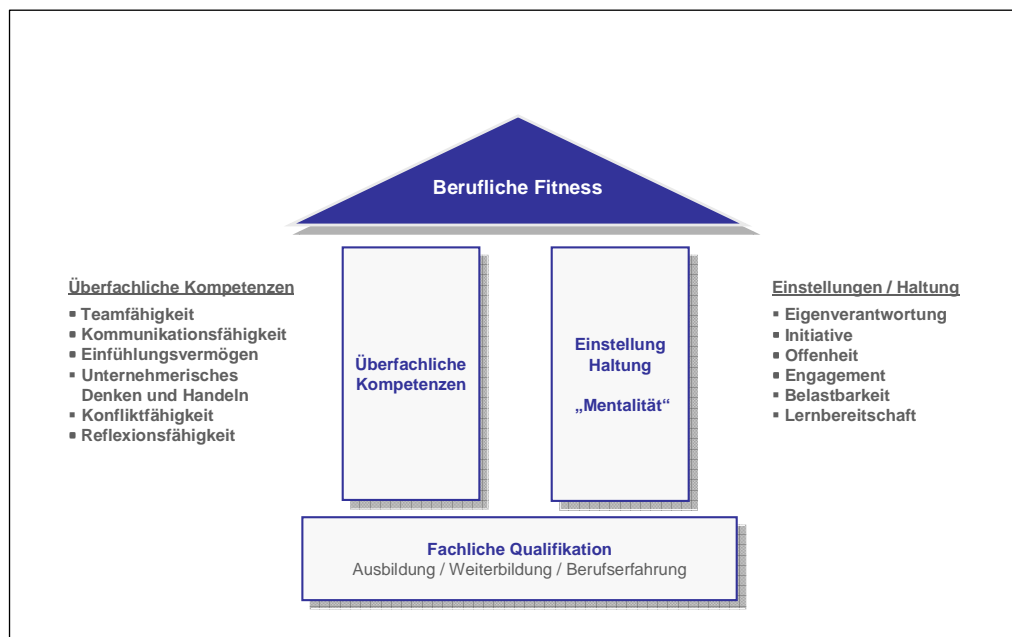 Berufliche Fitness
Überfachliche Kompetenzen
▪ Teamfähigkeit
▪ Kommunikationsfähigkeit
▪ Einfühlungsvermögen
▪ Unternehmerisches
Denken und Handeln
▪ Konfliktfähigkeit
▪ Reflexionsfähigkeit
Überfachliche
Kompetenzen
Einstellung
Haltung
„Mentalität“
Einstellungen / Haltung
▪ Eigenverantwortung
▪ Initiative
▪ Offenheit
▪ Engagement
▪ Belastbarkeit
▪ Lernbereitschaft
Fachliche Qualifikation
Ausbildung / Weiterbildung / Berufserfahrung